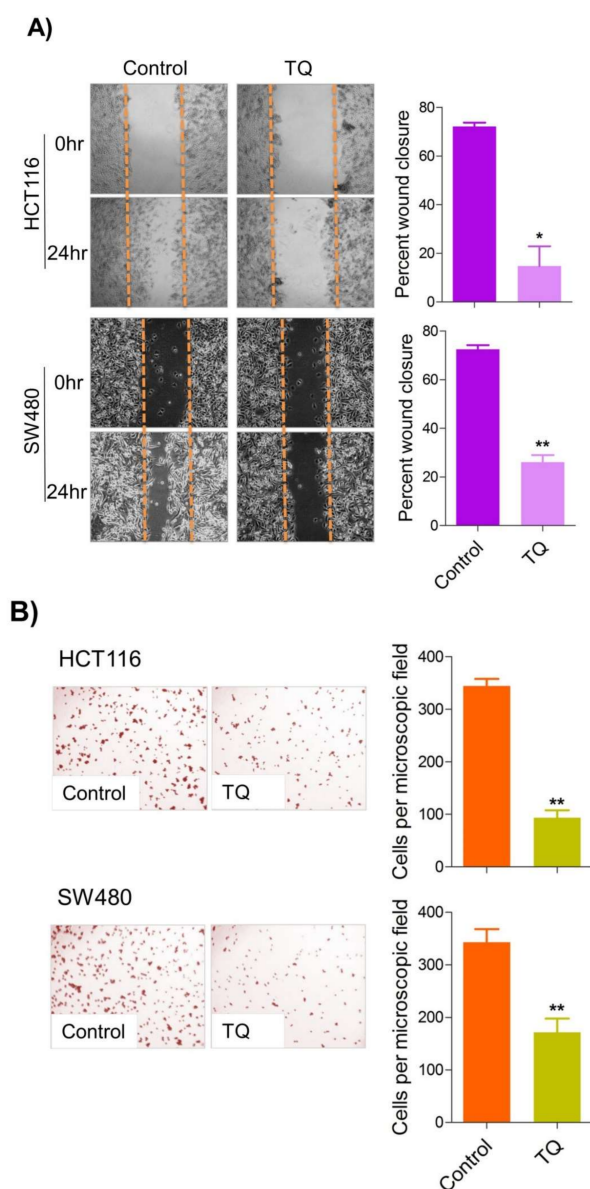 A)
Control
TQ
HCT116
0hr
24hr
SW480
0hr
24hr
Percent wound closure
80
60
40
20
0
*
Percent wound closure
80
60
40
20
0
**
Control
TQ
B)
HCT116
Control
TQ
Cells per microscopic field
400
300
200
100
0
**
SW480
Control
TQ
Cells per microscopic field
400
300
200
100
0
**
Control
TQ